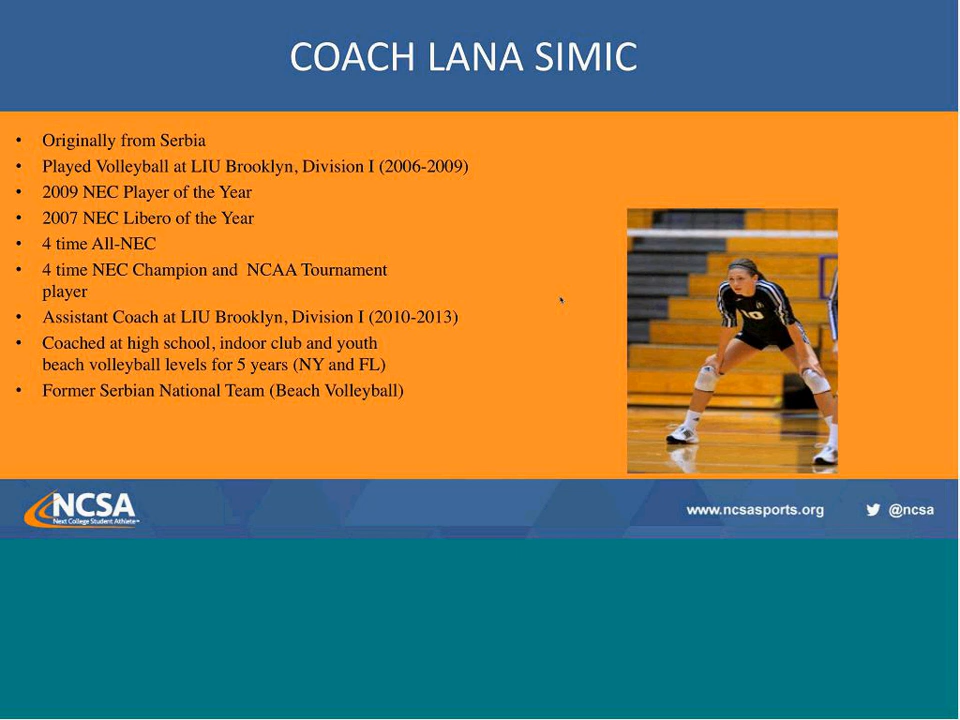 COACH LANA SIMIC
• Originally from Serbia
• Played Volleyball at LIU Brooklyn, Division I (2006-2009)
• 2009 NEC Player of the Year
• 2007 NEC Libero of the Year
• 4 time All-NEC
• 4 time NEC Champion and NCAA Tournament
player
• Assistant Coach at LIU Brooklyn, Division I (2010-2013)
• Coached at high school, indoor club and youth
beach volleyball levels for 5 years (NY and FL)
• Former Serbian National Team (Beach Volleyball)
10
NCSA
Next College Student Athlete™
www.ncsasports.org @ncsa